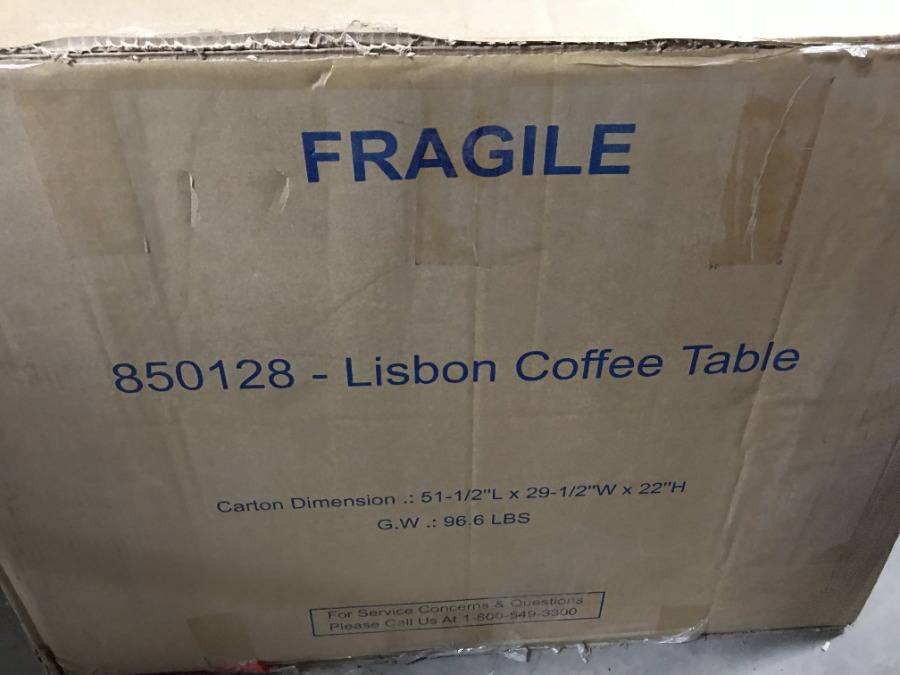 FRAGILE
850128 - Lisbon Coffee Table
Carton Dimension .: 51-1/2"L x 29-1/2"W x 22"H
G.W .: 96.6 LBS
For Service Concerns & Questions
Please Call Us At 1-800-549-3300